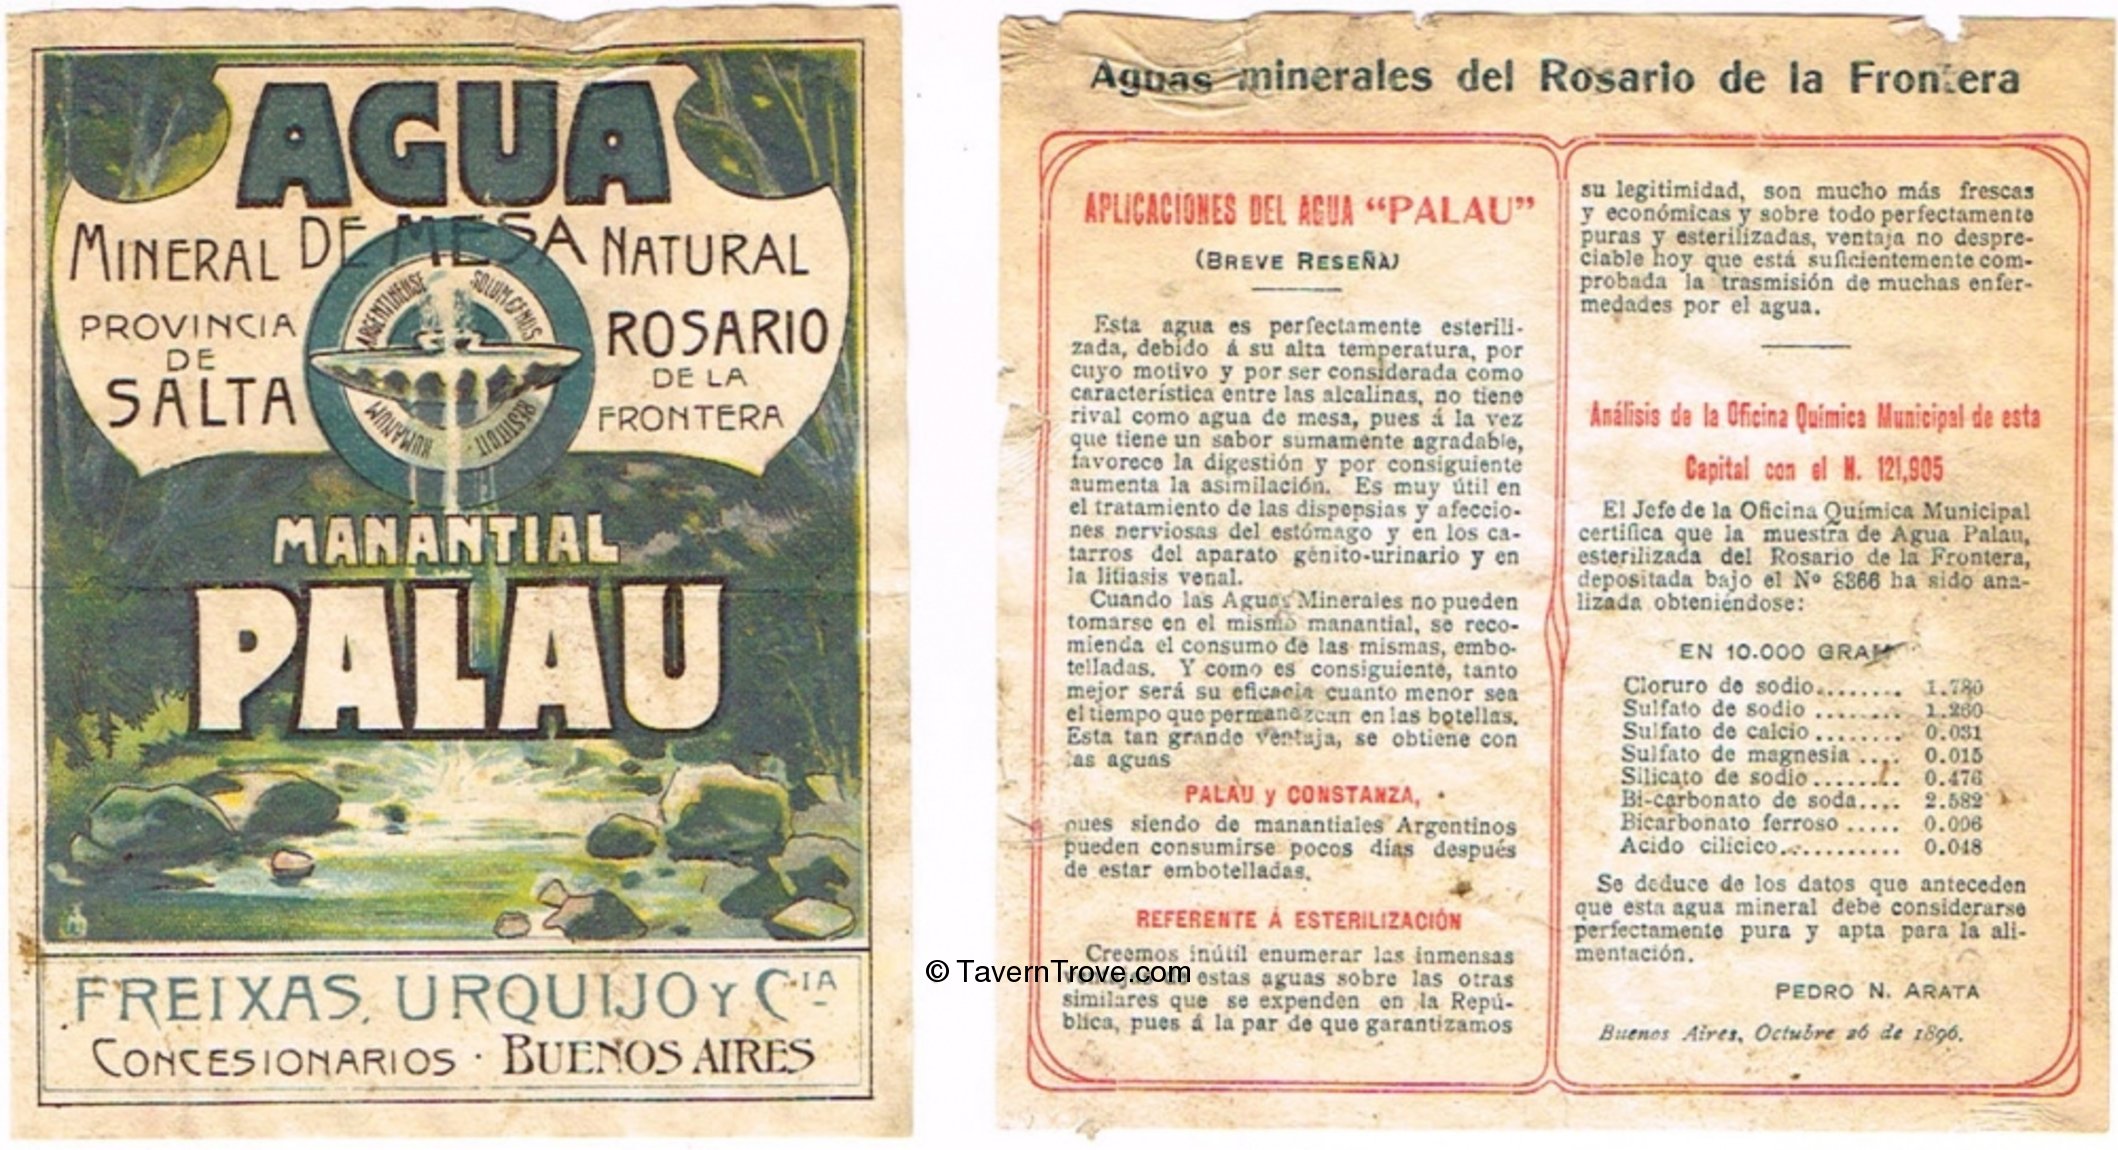 AGUA
DE MESA
MINERAL NATURAL
PROVINCIA
DE
SALTA
ROSARIO
DE LA
FRONTERA
ARGENTINENSE SOLUM GENUS
HUMANUM RESTITUIT
MANANTIAL
PALAU
FREIXAS, URQUIJO Y CIA
CONCESIONARIOS · BUENOS AIRES
Aguas minerales del Rosario de la Frontera
APLICACIONES DEL AGUA “PALAU”
(BREVE RESEÑA)
Esta agua es perfectamente esterili-
zada, debido á su alta temperatura, por
cuyo motivo y por ser considerada como
característica entre las alcalinas, no tiene
rival como agua de mesa, pues á la vez
que tiene un sabor sumamente agradable,
favorece la digestión y por consiguiente
aumenta la asimilación. Es muy útil en
el tratamiento de las dispepsias y afeccio-
nes nerviosas del estómago y en los ca-
tarros del aparato génito-urinario y en
la litiasis venal.
Cuando las Aguas Minerales no pueden
tomarse en el mismo manantial, se reco-
mienda el consumo de las mismas, embo-
telladas. Y como es consiguiente, tanto
mejor será su eficacia cuanto menor sea
el tiempo que permanezcan en las botellas.
Esta tan grande ventaja, se obtiene con
las aguas
PALAU y CONSTANZA,
pues siendo de manantiales Argentinos
pueden consumirse pocos días después
de estar embotelladas.
REFERENTE Á ESTERILIZACIÓN
Creemos inútil enumerar las inmensas
ventajas de estas aguas sobre las otras
similares que se expenden en la Repú-
blica, pues á la par de que garantizamos
su legitimidad, son mucho más frescas
y económicas y sobre todo perfectamente
puras y esterilizadas, ventaja no despre-
ciable hoy que está suficientemente com-
probada la trasmisión de muchas enfer-
medades por el agua.
Análisis de la Oficina Química Municipal de esta
Capital con el N. 121,905
El Jefe de la Oficina Química Municipal
certifica que la muestra de Agua Palau,
esterilizada del Rosario de la Frontera,
depositada bajo el Nº 8366 ha sido ana-
lizada obteniéndose:
EN 10.000 GRAM
Cloruro de sodio........ 1.780
Sulfato de sodio ........ 1.260
Sulfato de calcio........ 0.031
Sulfato de magnesia .... 0.015
Silicato de sodio........ 0.476
Bi-carbonato de soda.... 2.582
Bicarbonato ferroso ..... 0.006
Acido cilícico........... 0.048
Se deduce de los datos que anteceden
que esta agua mineral debe considerarse
perfectamente pura y apta para la ali-
mentación.
PEDRO N. ARATA
Buenos Aires, Octubre 26 de 1896.
© TavernTrove.com